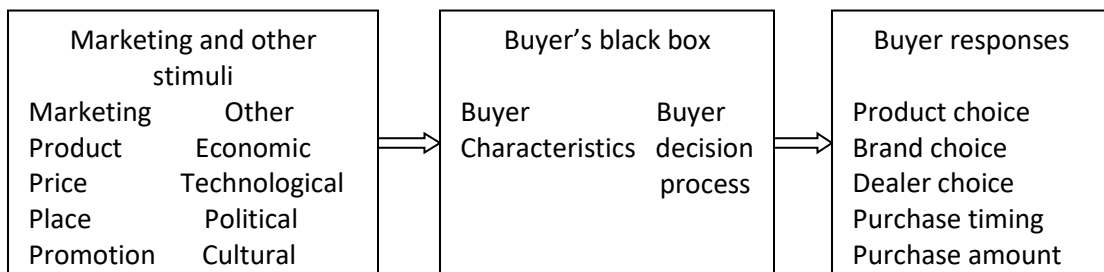 Marketing and other
stimuli
Marketing Other
Product Economic
Price Technological
Place Political
Promotion Cultural
Buyer’s black box
Buyer Buyer
Characteristics decision
process
Buyer responses
Product choice
Brand choice
Dealer choice
Purchase timing
Purchase amount